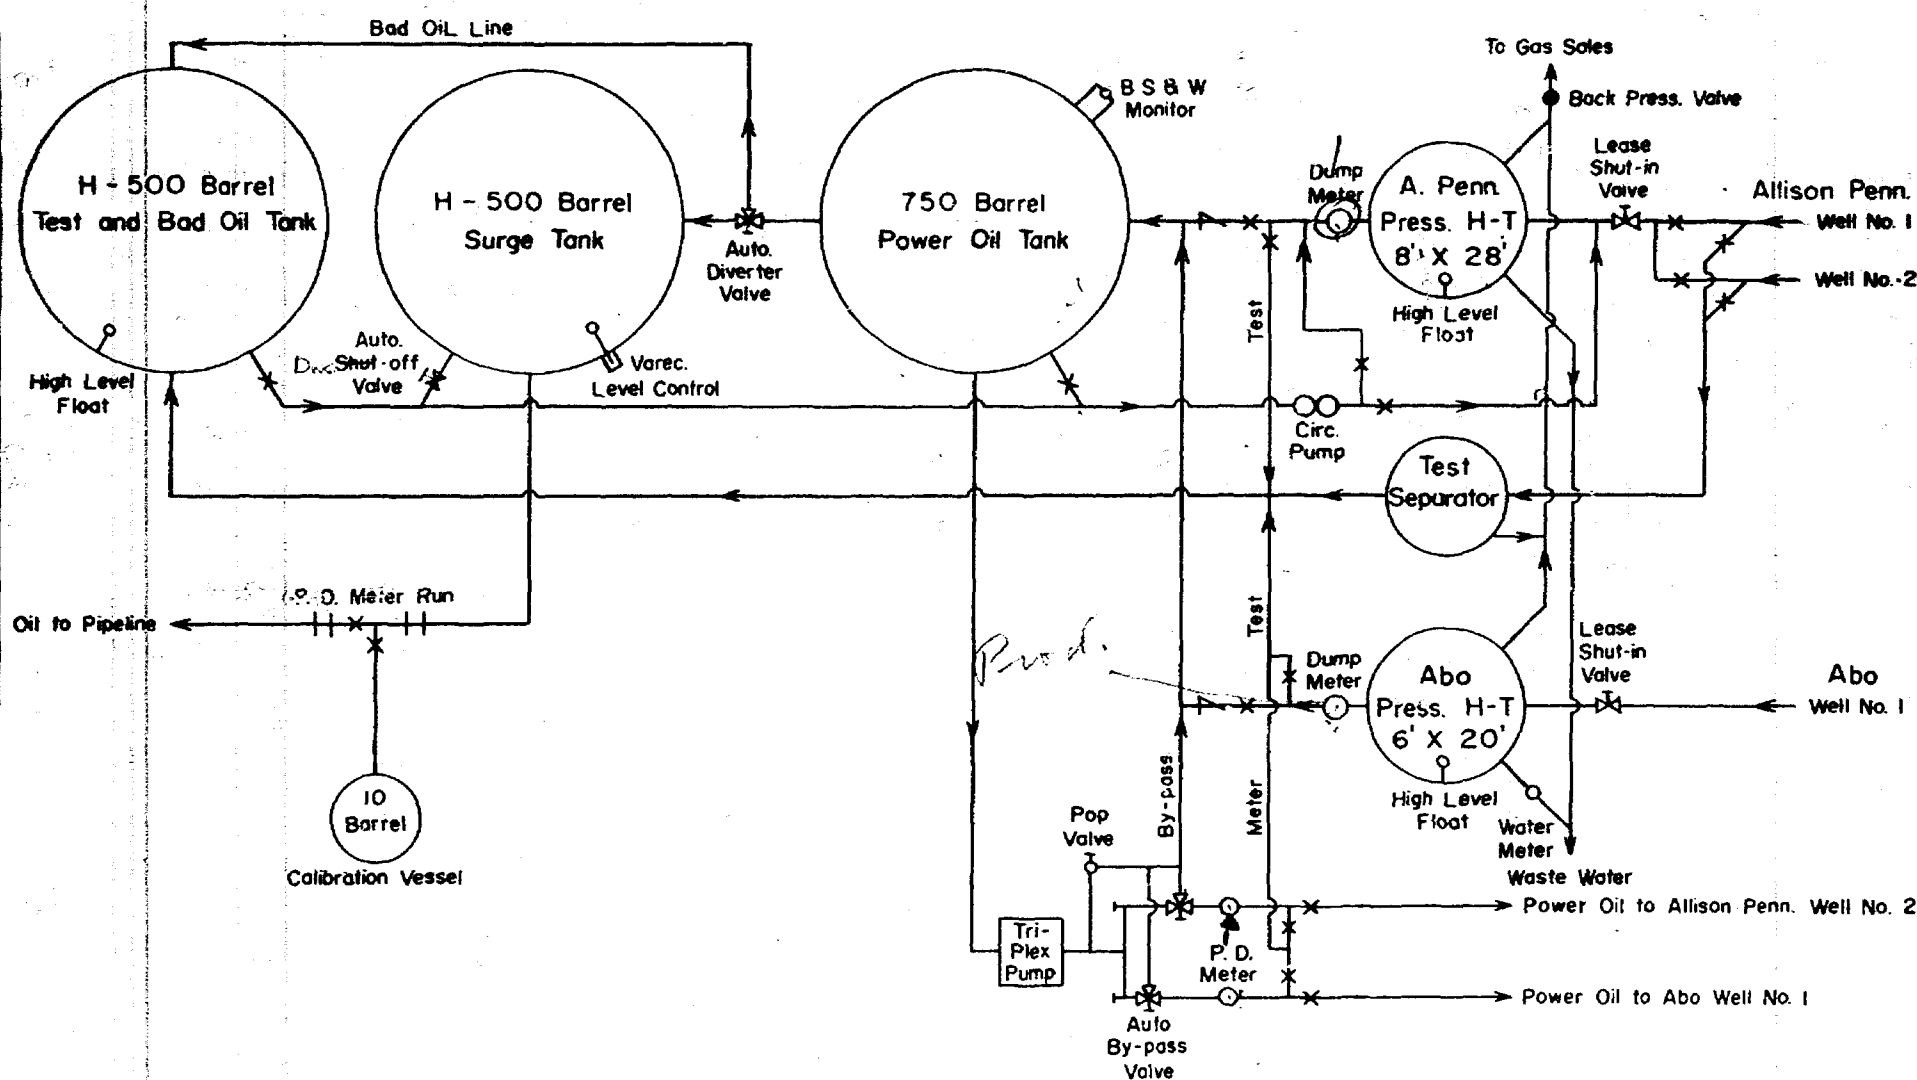 Bad OiL Line
To Gas Sales
Back Press. Valve
B S & W
Monitor
Lease
Shut-in
Valve
Dump
Meter
H - 500 Barrel
Test and Bad Oil Tank
H - 500 Barrel
Surge Tank
750 Barrel
Power Oil Tank
A. Penn.
Press. H-T
8' X 28'
Allison Penn.
Well No. 1
Well No. 2
Auto.
Diverter
Valve
High Level
Float
Test
High Level
Float
Auto.
Shut-off
Valve
Varec.
Level Control
Circ.
Pump
Test
Separator
P. D. Meter Run
Oil to Pipeline
Prod.
Test
Dump
Meter
Abo
Press. H-T
6' X 20'
Lease
Shut-in
Valve
Abo
Well No. 1
10
Barrel
Calibration Vessel
By-pass
Meter
High Level
Float
Pop
Valve
Water
Meter
Waste Water
Power Oil to Allison Penn. Well No. 2
Tri-
Plex
Pump
P. D.
Meter
Power Oil to Abo Well No. 1
Auto
By-pass
Valve